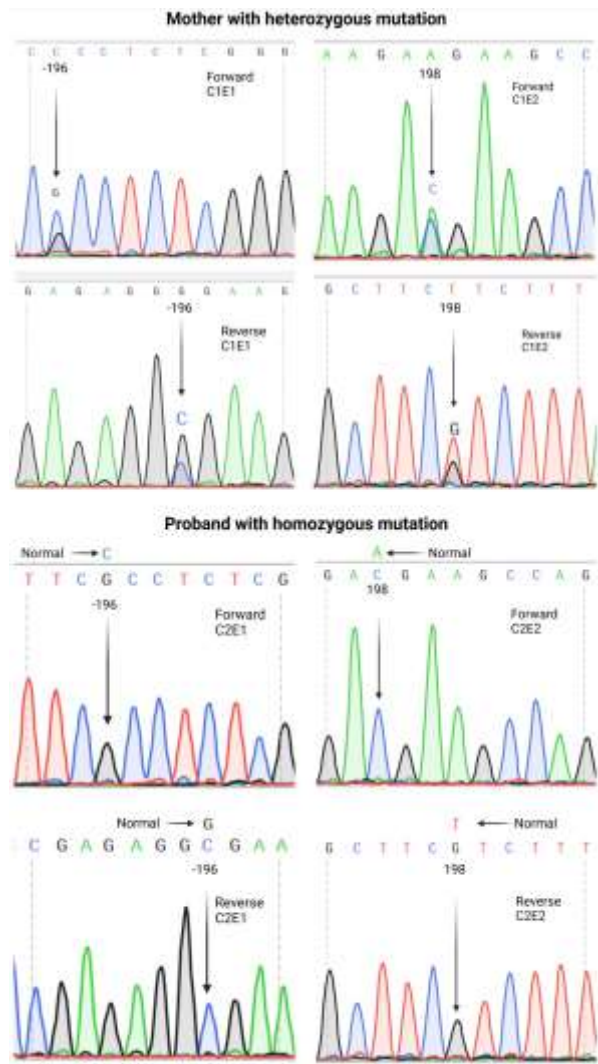 Mother with heterozygous mutation
C C C C T C T C G G G
-196
Forward
C1E1
G
A A G A A G A A G C C
198
Forward
C1E2
C
G A G A G G G G A A G
-196
Reverse
C1E1
C
G C T T C T T C T T T
198
Reverse
C1E2
G
Proband with homozygous mutation
Normal → C
T T C G C C T C T C G
-196
Forward
C2E1
A ← Normal
G A C G A A G C C A G
198
Forward
C2E2
Normal → G
C G A G A G G C G A A
-196
Reverse
C2E1
T ← Normal
G C T T C G T C T T T
198
Reverse
C2E2